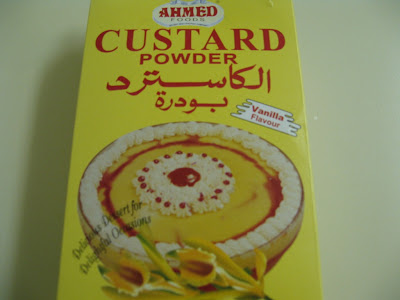 AHMED
FOODS
CUSTARD
POWDER
الكاسترد
بودرة
Vanilla
Flavour
Delicious Dessert for
Delightful Occasions